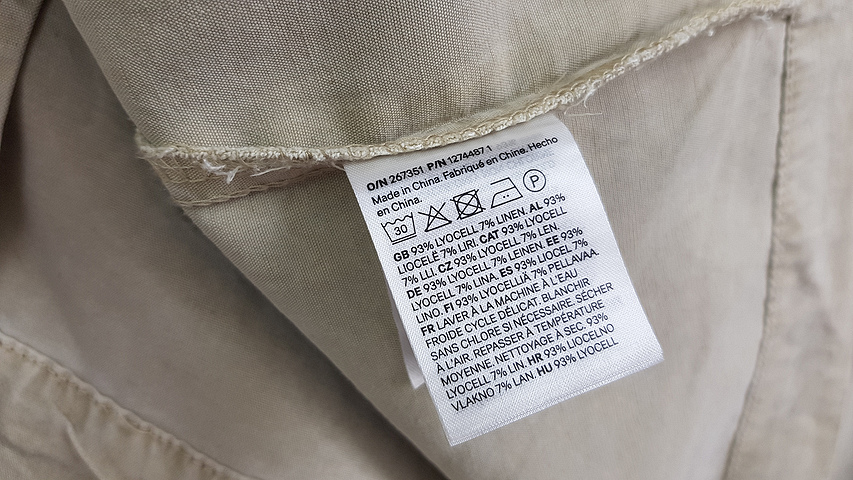 O/N 267351 P/N 1274487 1
Made in China. Fabriqué en Chine. Hecho
en China.
30
P
GB 93% LYOCELL 7% LINEN. AL 93%
LIOCELË 7% LIRI. CAT 93% LYOCELL
7% LLI. CZ 93% LYOCELL 7% LEN.
DE 93% LYOCELL 7% LEINEN. EE 93%
LYOCELL 7% LINA. ES 93% LIOCEL 7%
LINO. FI 93% LYOCELLIÄ 7% PELLAVAA.
FR LAVER À LA MACHINE À L'EAU
FROIDE CYCLE DÉLICAT. BLANCHIR
SANS CHLORE SI NÉCESSAIRE. SÉCHER
À L'AIR. REPASSER À TEMPÉRATURE
MOYENNE. NETTOYAGE À SEC. 93%
LYOCELL 7% LIN. HR 93% LIOCELNO
VLAKNO 7% LAN. HU 93% LYOCELL